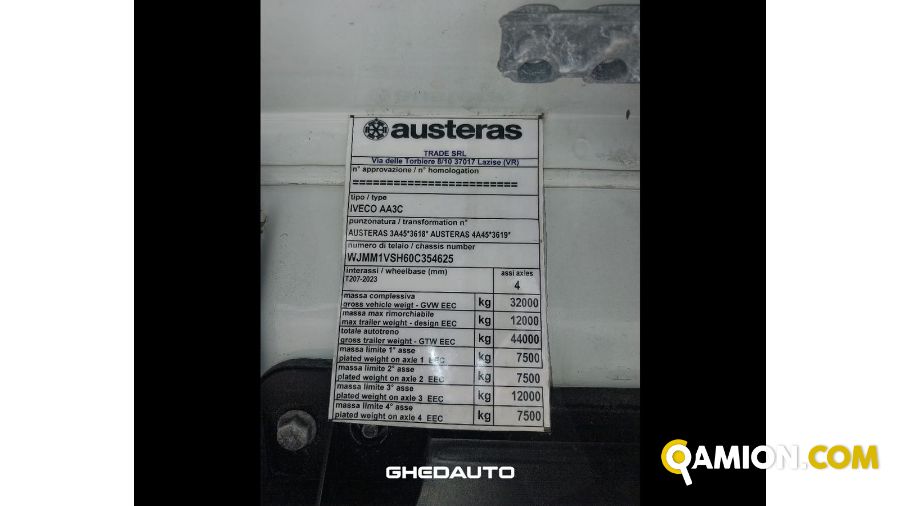 austeras
TRADE SRL
Via delle Torbiere 8/10 37017 Lazise (VR)
n° approvazione / n° homologation
========================
tipo / type
IVECO AA3C
punzonatura / transformation n°
AUSTERAS 3A45*3618* AUSTERAS 4A45*3619*
numero di telaio / chassis number
WJMM1VSH60C354625
interassi / wheelbase (mm) assi axles
T207-2023 4
massa complessiva
gross vehicle weigt - GVW EEC kg 32000
massa max rimorchiabile
max trailer weight - design EEC kg 12000
totale autotreno
gross trailer weight - GTW EEC kg 44000
massa limite 1° asse
plated weight on axle 1 EEC kg 7500
massa limite 2° asse
plated weight on axle 2 EEC kg 7500
massa limite 3° asse
plated weight on axle 3 EEC kg 12000
massa limite 4° asse
plated weight on axle 4 EEC kg 7500
GHEDAUTO
QAMION.COM